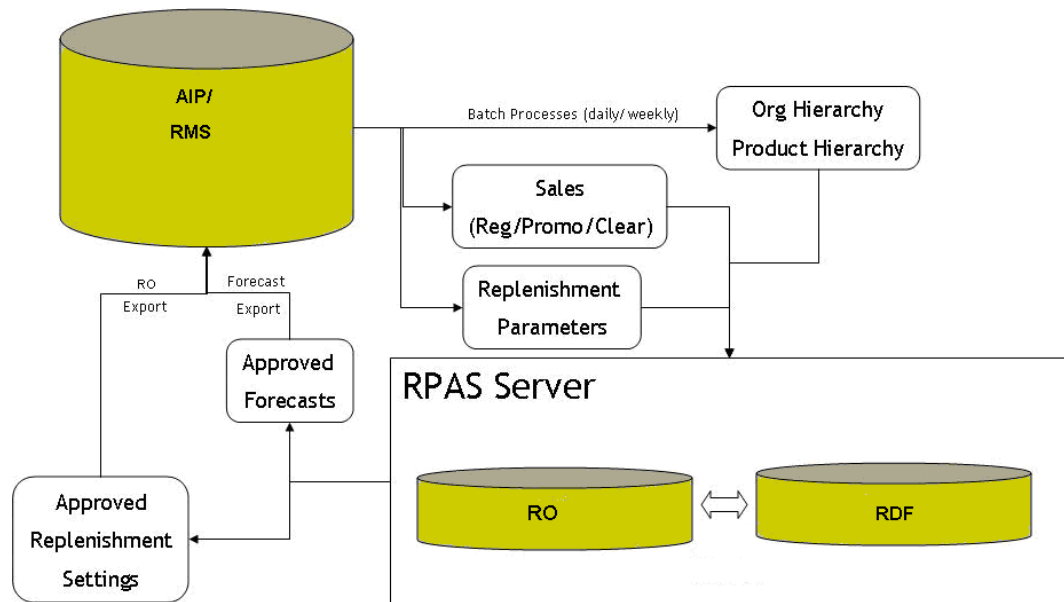 AIP/
RMS
Batch Processes (daily/weekly)
Org Hierarchy
Product Hierarchy
Sales
(Reg/Promo/Clear)
Replenishment
Parameters
RO
Export
Forecast
Export
Approved
Forecasts
Approved
Replenishment
Settings
RPAS Server
RO
RDF